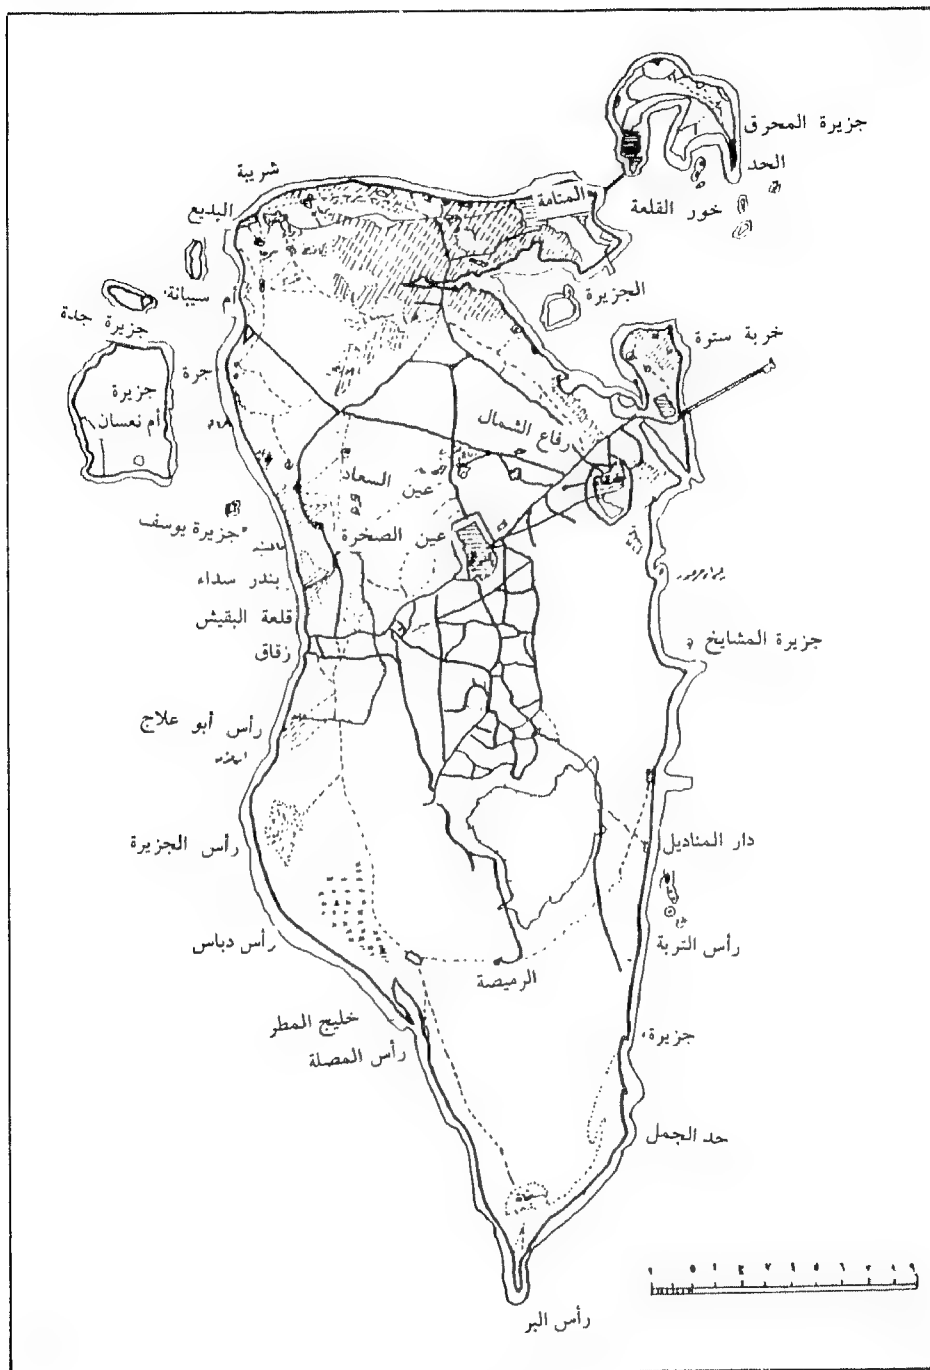 جزيرة المحرق
الحد
شريبة
المنامة
خور القلعة
البديع
الجزيرة
أم سيبانة
جزيرة جدة
خربة سترة
جرة
جزيرة
أم نعسان
رفاع الشمال
عين السعاد
جزيرة يوسف
عين الصخرة
بندر سداء
قلعة البقيش
جزيرة المشايخ
زقاق
رأس أبو علاج
دار المناديل
رأس الجزيرة
رأس دباس
رأس التربة
الرميصة
خليج المطر
جزيرة
رأس المصلة
حد الجمل
رأس البر